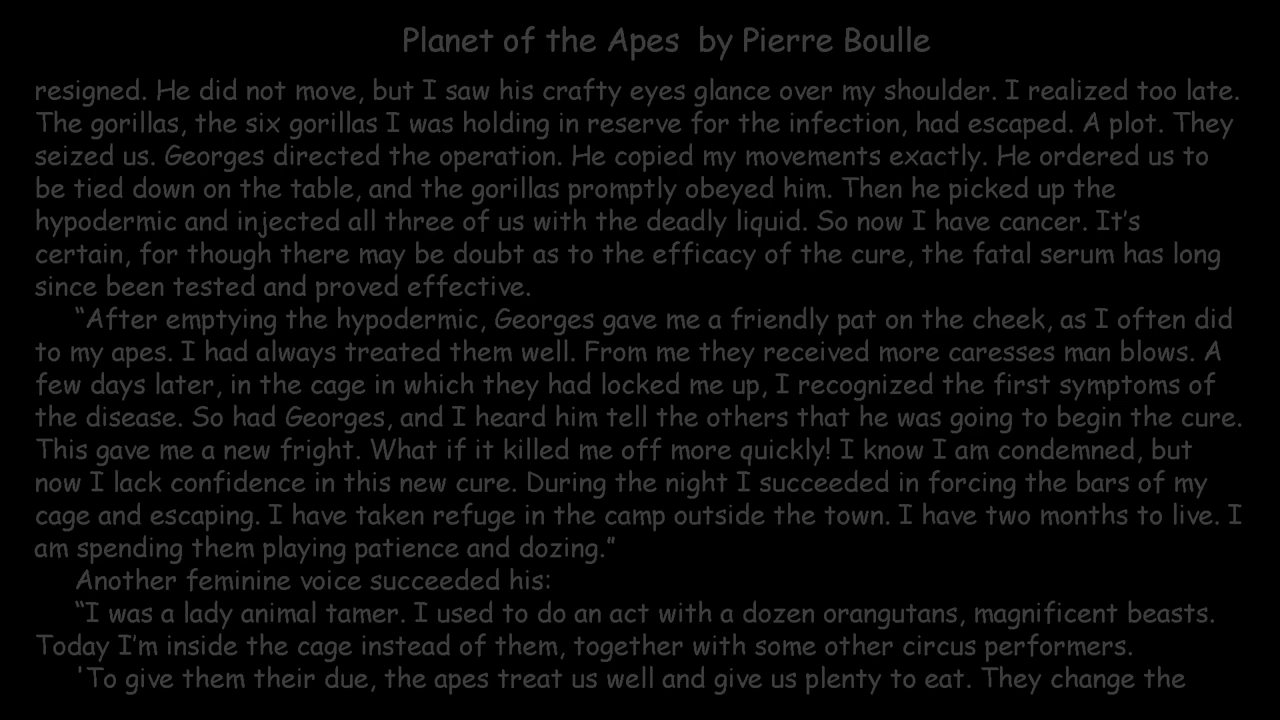 Planet of the Apes by Pierre Boulle
resigned. He did not move, but I saw his crafty eyes glance over my shoulder. I realized too late.
The gorillas, the six gorillas I was holding in reserve for the infection, had escaped. A plot. They
seized us. Georges directed the operation. He copied my movements exactly. He ordered us to
be tied down on the table, and the gorillas promptly obeyed him. Then he picked up the
hypodermic and injected all three of us with the deadly liquid. So now I have cancer. It’s
certain, for though there may be doubt as to the efficacy of the cure, the fatal serum has long
since been tested and proved effective.
“After emptying the hypodermic, Georges gave me a friendly pat on the cheek, as I often did
to my apes. I had always treated them well. From me they received more caresses man blows. A
few days later, in the cage in which they had locked me up, I recognized the first symptoms of
the disease. So had Georges, and I heard him tell the others that he was going to begin the cure.
This gave me a new fright. What if it killed me off more quickly! I know I am condemned, but
now I lack confidence in this new cure. During the night I succeeded in forcing the bars of my
cage and escaping. I have taken refuge in the camp outside the town. I have two months to live. I
am spending them playing patience and dozing.”
Another feminine voice succeeded his:
“I was a lady animal tamer. I used to do an act with a dozen orangutans, magnificent beasts.
Today I’m inside the cage instead of them, together with some other circus performers.
'To give them their due, the apes treat us well and give us plenty to eat. They change the